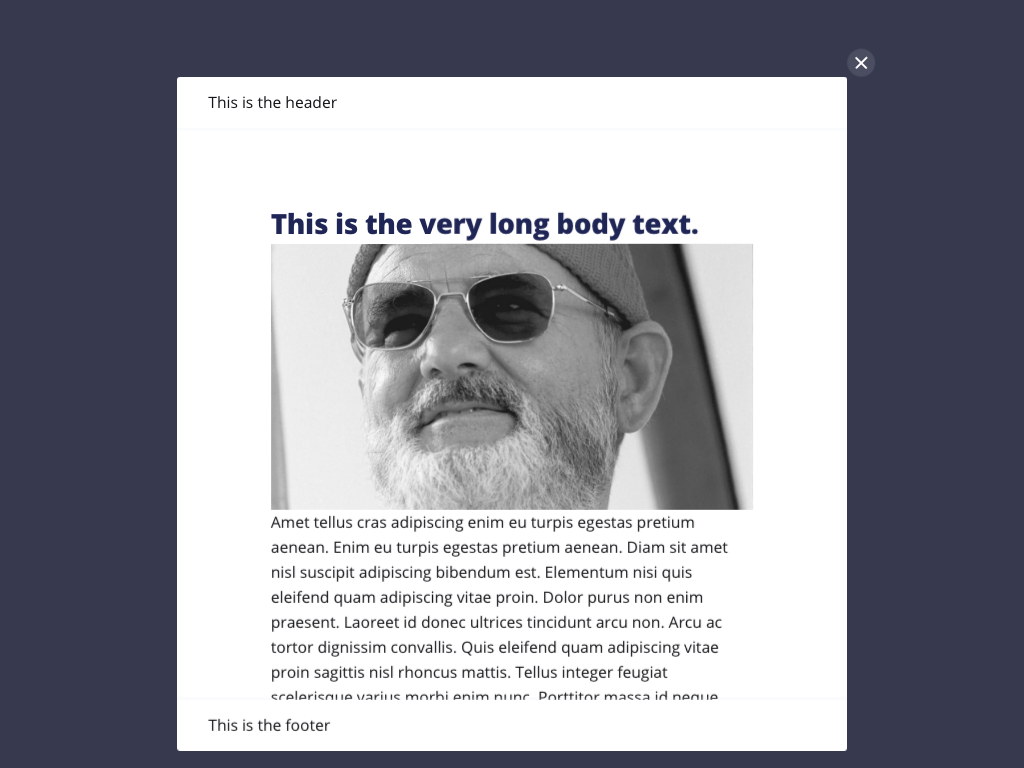 This is the header
This is the very long body text.
Amet tellus cras adipiscing enim eu turpis egestas pretium
aenean. Enim eu turpis egestas pretium aenean. Diam sit amet
nisl suscipit adipiscing bibendum est. Elementum nisi quis
eleifend quam adipiscing vitae proin. Dolor purus non enim
praesent. Laoreet id donec ultrices tincidunt arcu non. Arcu ac
tortor dignissim convallis. Quis eleifend quam adipiscing vitae
proin sagittis nisl rhoncus mattis. Tellus integer feugiat
scelerisque varius morbi enim nunc. Porttitor massa id neque
This is the footer